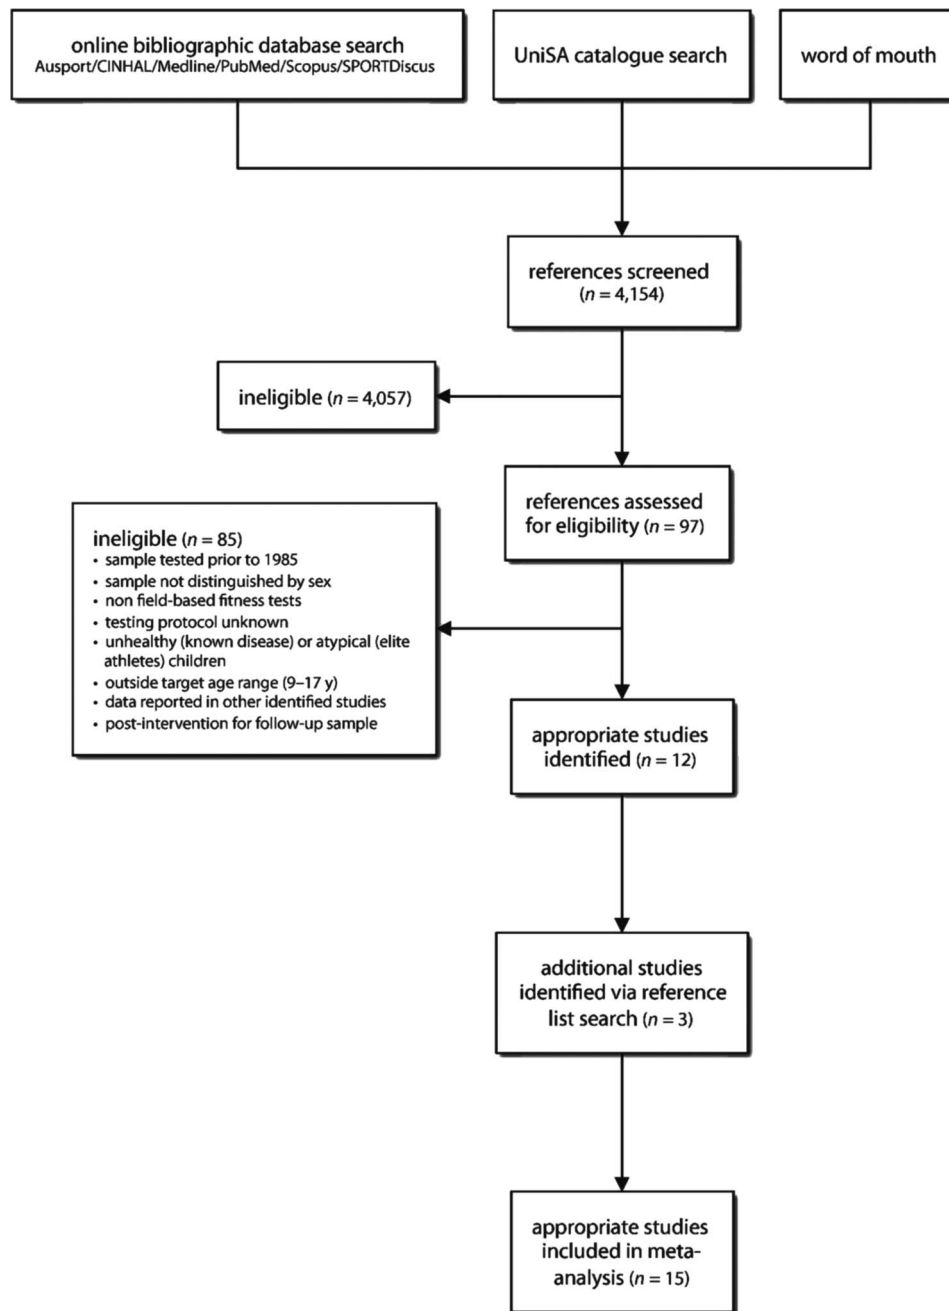 online bibliographic database search
Ausport/CINHAL/Medline/PubMed/Scopus/SPORTDiscus
UniSA catalogue search
word of mouth
references screened
(n = 4,154)
ineligible (n = 4,057)
references assessed
for eligibility (n = 97)
ineligible (n = 85)
• sample tested prior to 1985
• sample not distinguished by sex
• non field-based fitness tests
• testing protocol unknown
• unhealthy (known disease) or atypical (elite
athletes) children
• outside target age range (9–17 y)
• data reported in other identified studies
• post-intervention for follow-up sample
appropriate studies
identified (n = 12)
additional studies
identified via reference
list search (n = 3)
appropriate studies
included in meta-
analysis (n = 15)